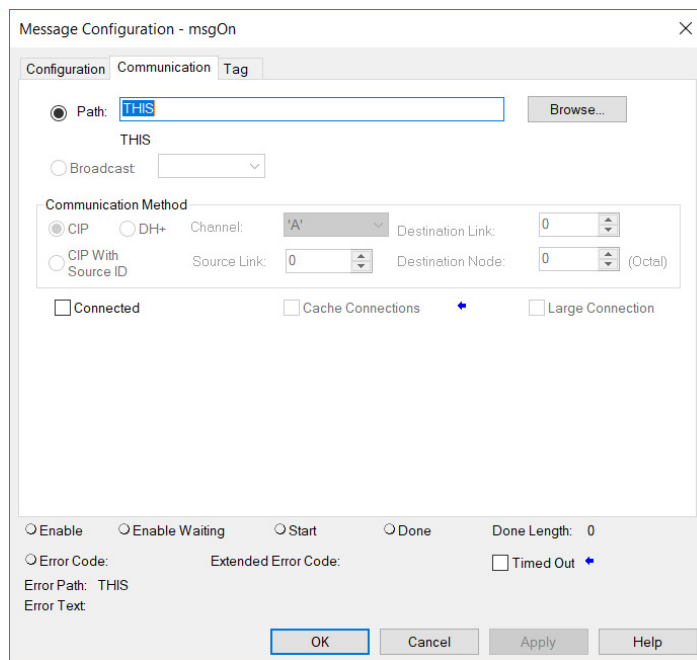 Message Configuration - msgOn
Configuration Communication Tag
Path: THIS Browse...
THIS
Broadcast:
Communication Method
CIP DH+ Channel: 'A' Destination Link: 0
CIP With Source ID Source Link: 0 Destination Node: 0 (Octal)
Connected Cache Connections Large Connection
Enable Enable Waiting Start Done Done Length: 0
Error Code: Extended Error Code: Timed Out
Error Path: THIS
Error Text:
OK Cancel Apply Help